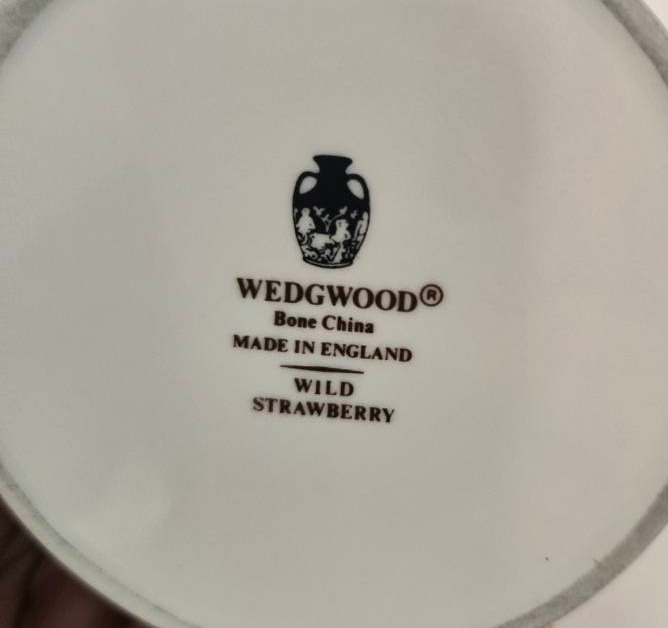 WEDGWOOD®
Bone China
MADE IN ENGLAND
WILD
STRAWBERRY